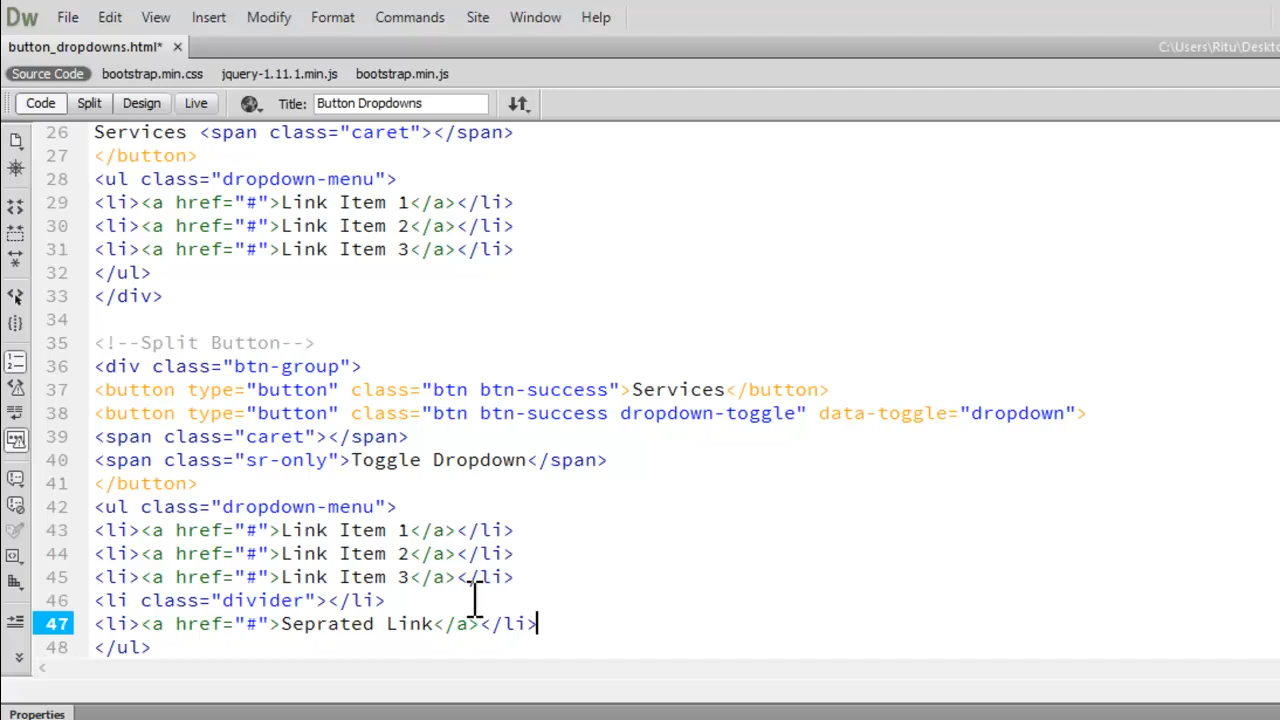 Dw File Edit View Insert Modify Format Commands Site Window Help
button_dropdowns.html* × C:\Users\Ritu\Deskto
Source Code bootstrap.min.css jquery-1.11.1.min.js bootstrap.min.js
Code Split Design Live Title: Button Dropdowns
26 Services <span class="caret"></span>
27 </button>
28 <ul class="dropdown-menu">
29 <li><a href="#">Link Item 1</a></li>
30 <li><a href="#">Link Item 2</a></li>
31 <li><a href="#">Link Item 3</a></li>
32 </ul>
33 </div>
34
35 <!--Split Button-->
36 <div class="btn-group">
37 <button type="button" class="btn btn-success">Services</button>
38 <button type="button" class="btn btn-success dropdown-toggle" data-toggle="dropdown">
39 <span class="caret"></span>
40 <span class="sr-only">Toggle Dropdown</span>
41 </button>
42 <ul class="dropdown-menu">
43 <li><a href="#">Link Item 1</a></li>
44 <li><a href="#">Link Item 2</a></li>
45 <li><a href="#">Link Item 3</a></li>
46 <li class="divider"></li>
47 <li><a href="#">Seprated Link</a></li>
48 </ul>
Properties